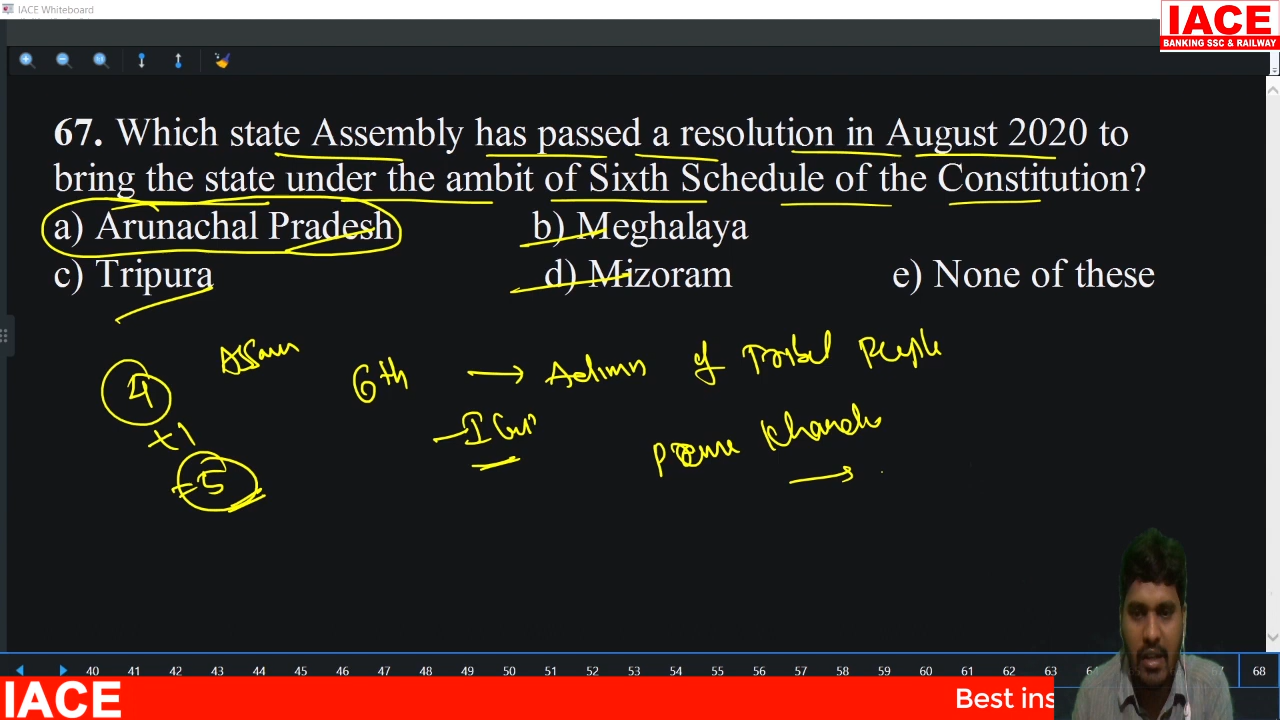 IACE Whiteboard
IACE
BANKING SSC & RAILWAY
67. Which state Assembly has passed a resolution in August 2020 to
bring the state under the ambit of Sixth Schedule of the Constitution?
a) Arunachal Pradesh b) Meghalaya
c) Tripura d) Mizoram e) None of these
Assam
4 6th → Admn of Tribal People
+1
=5
Khandu
40 41 42 43 44 45 46 47 48 49 50 51 52 53 54 55 56 57 58 59 60 61 62 63 68
IACE Best ins